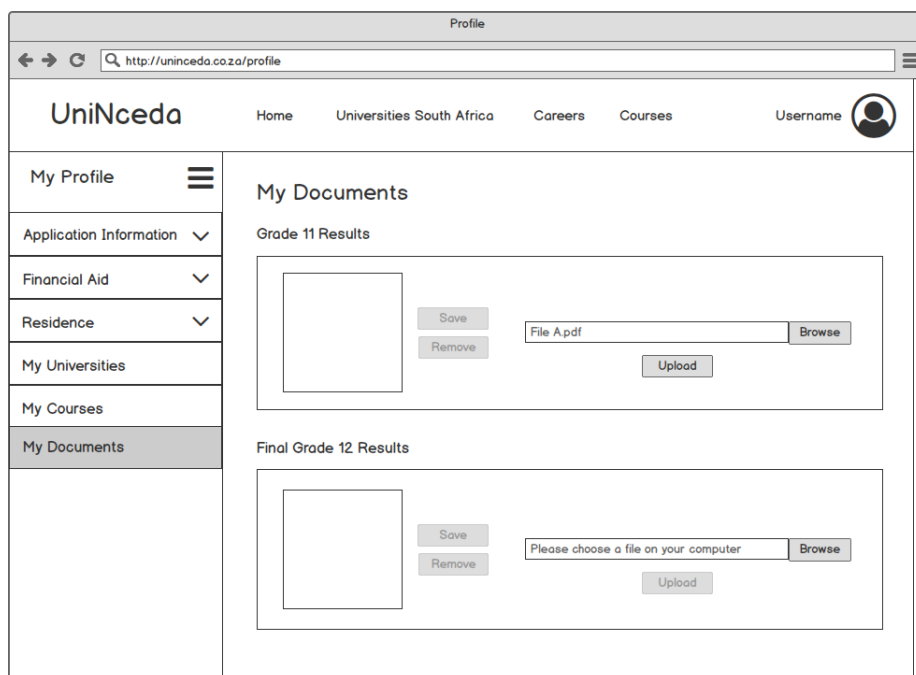 Profile
http://uninceda.co.za/profile
UniNceda
Home Universities South Africa Careers Courses Username
My Profile
Application Information
Financial Aid
Residence
My Universities
My Courses
My Documents
My Documents
Grade 11 Results
Save
Remove
File A.pdf Browse
Upload
Final Grade 12 Results
Save
Remove
Please choose a file on your computer Browse
Upload